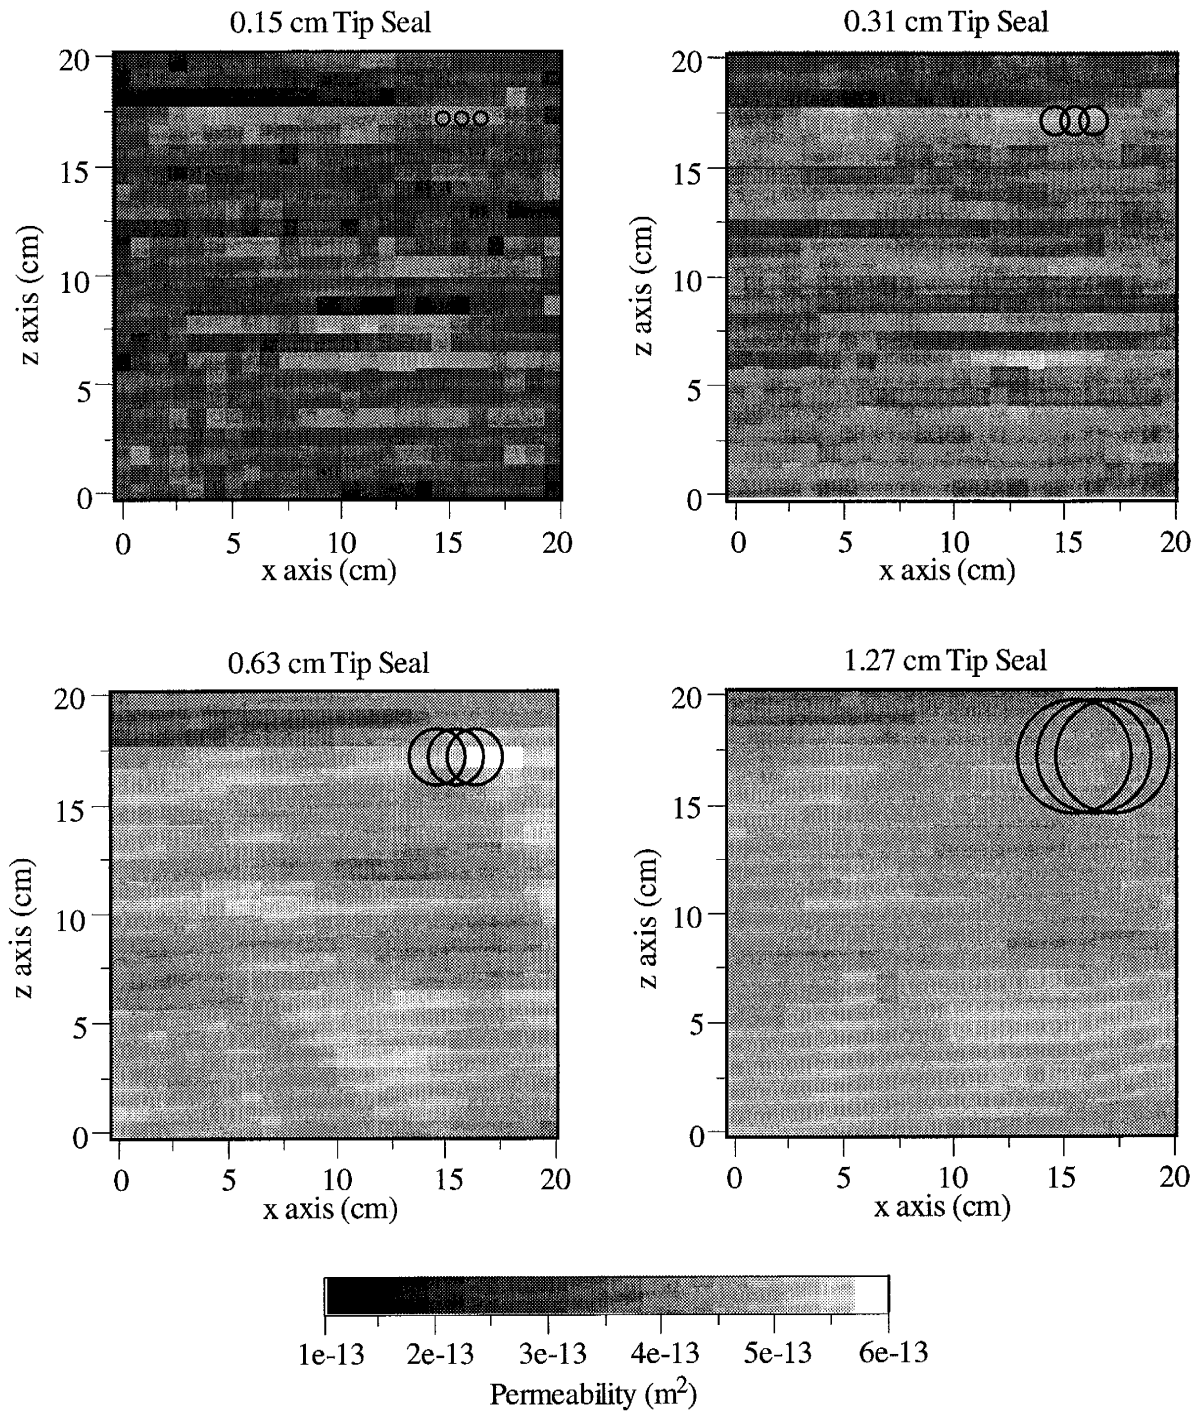 0.15 cm Tip Seal
0.31 cm Tip Seal
20
15
10
5
0
z axis (cm)
0 5 10 15 20
x axis (cm)
20
15
10
5
0
z axis (cm)
0 5 10 15 20
x axis (cm)
0.63 cm Tip Seal
1.27 cm Tip Seal
20
15
10
5
0
z axis (cm)
0 5 10 15 20
x axis (cm)
20
15
10
5
0
z axis (cm)
0 5 10 15 20
x axis (cm)
1e-13 2e-13 3e-13 4e-13 5e-13 6e-13
Permeability (m²)